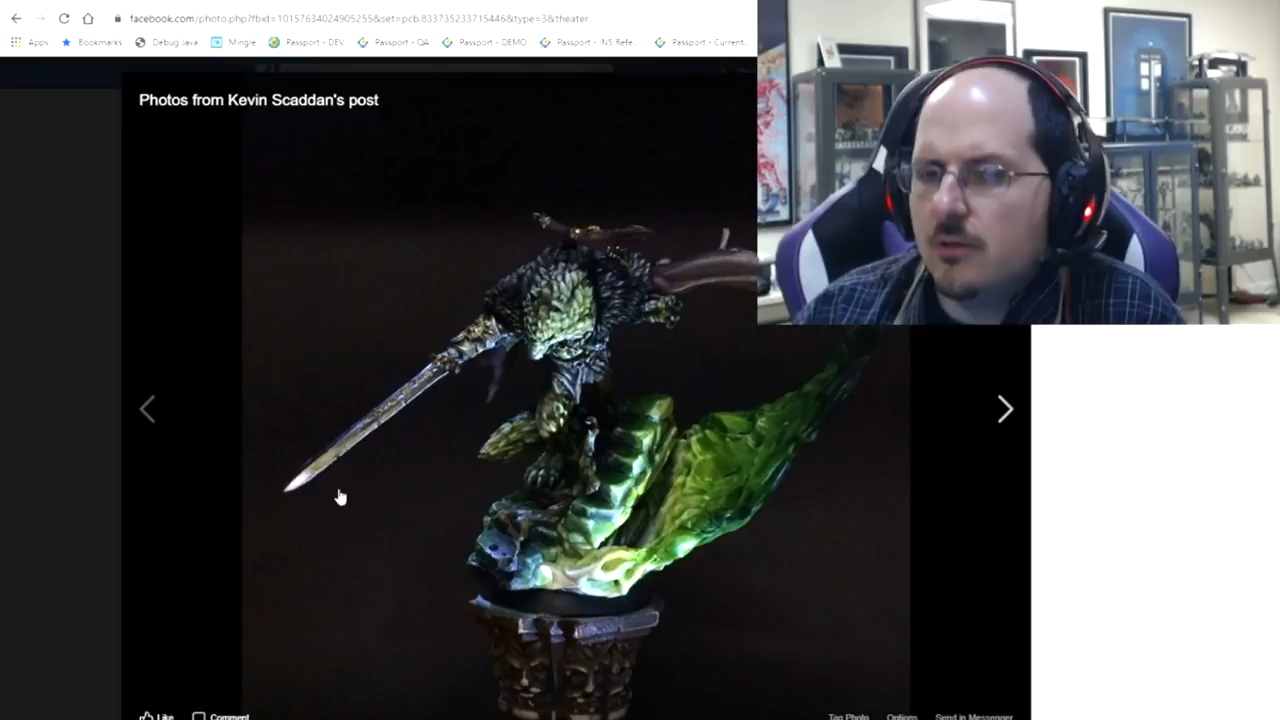 facebook.com/photo.php?fbid=10157634024905255&set=pcb.833735233715446&type=3&theater
Apps Bookmarks Debug Java Mingle Passport - DEV Passport - QA Passport - DEMO Passport - INS Refe... Passport - Current...
Photos from Kevin Scaddan's post
Like Comment Tag Photo Options Send in Messenger